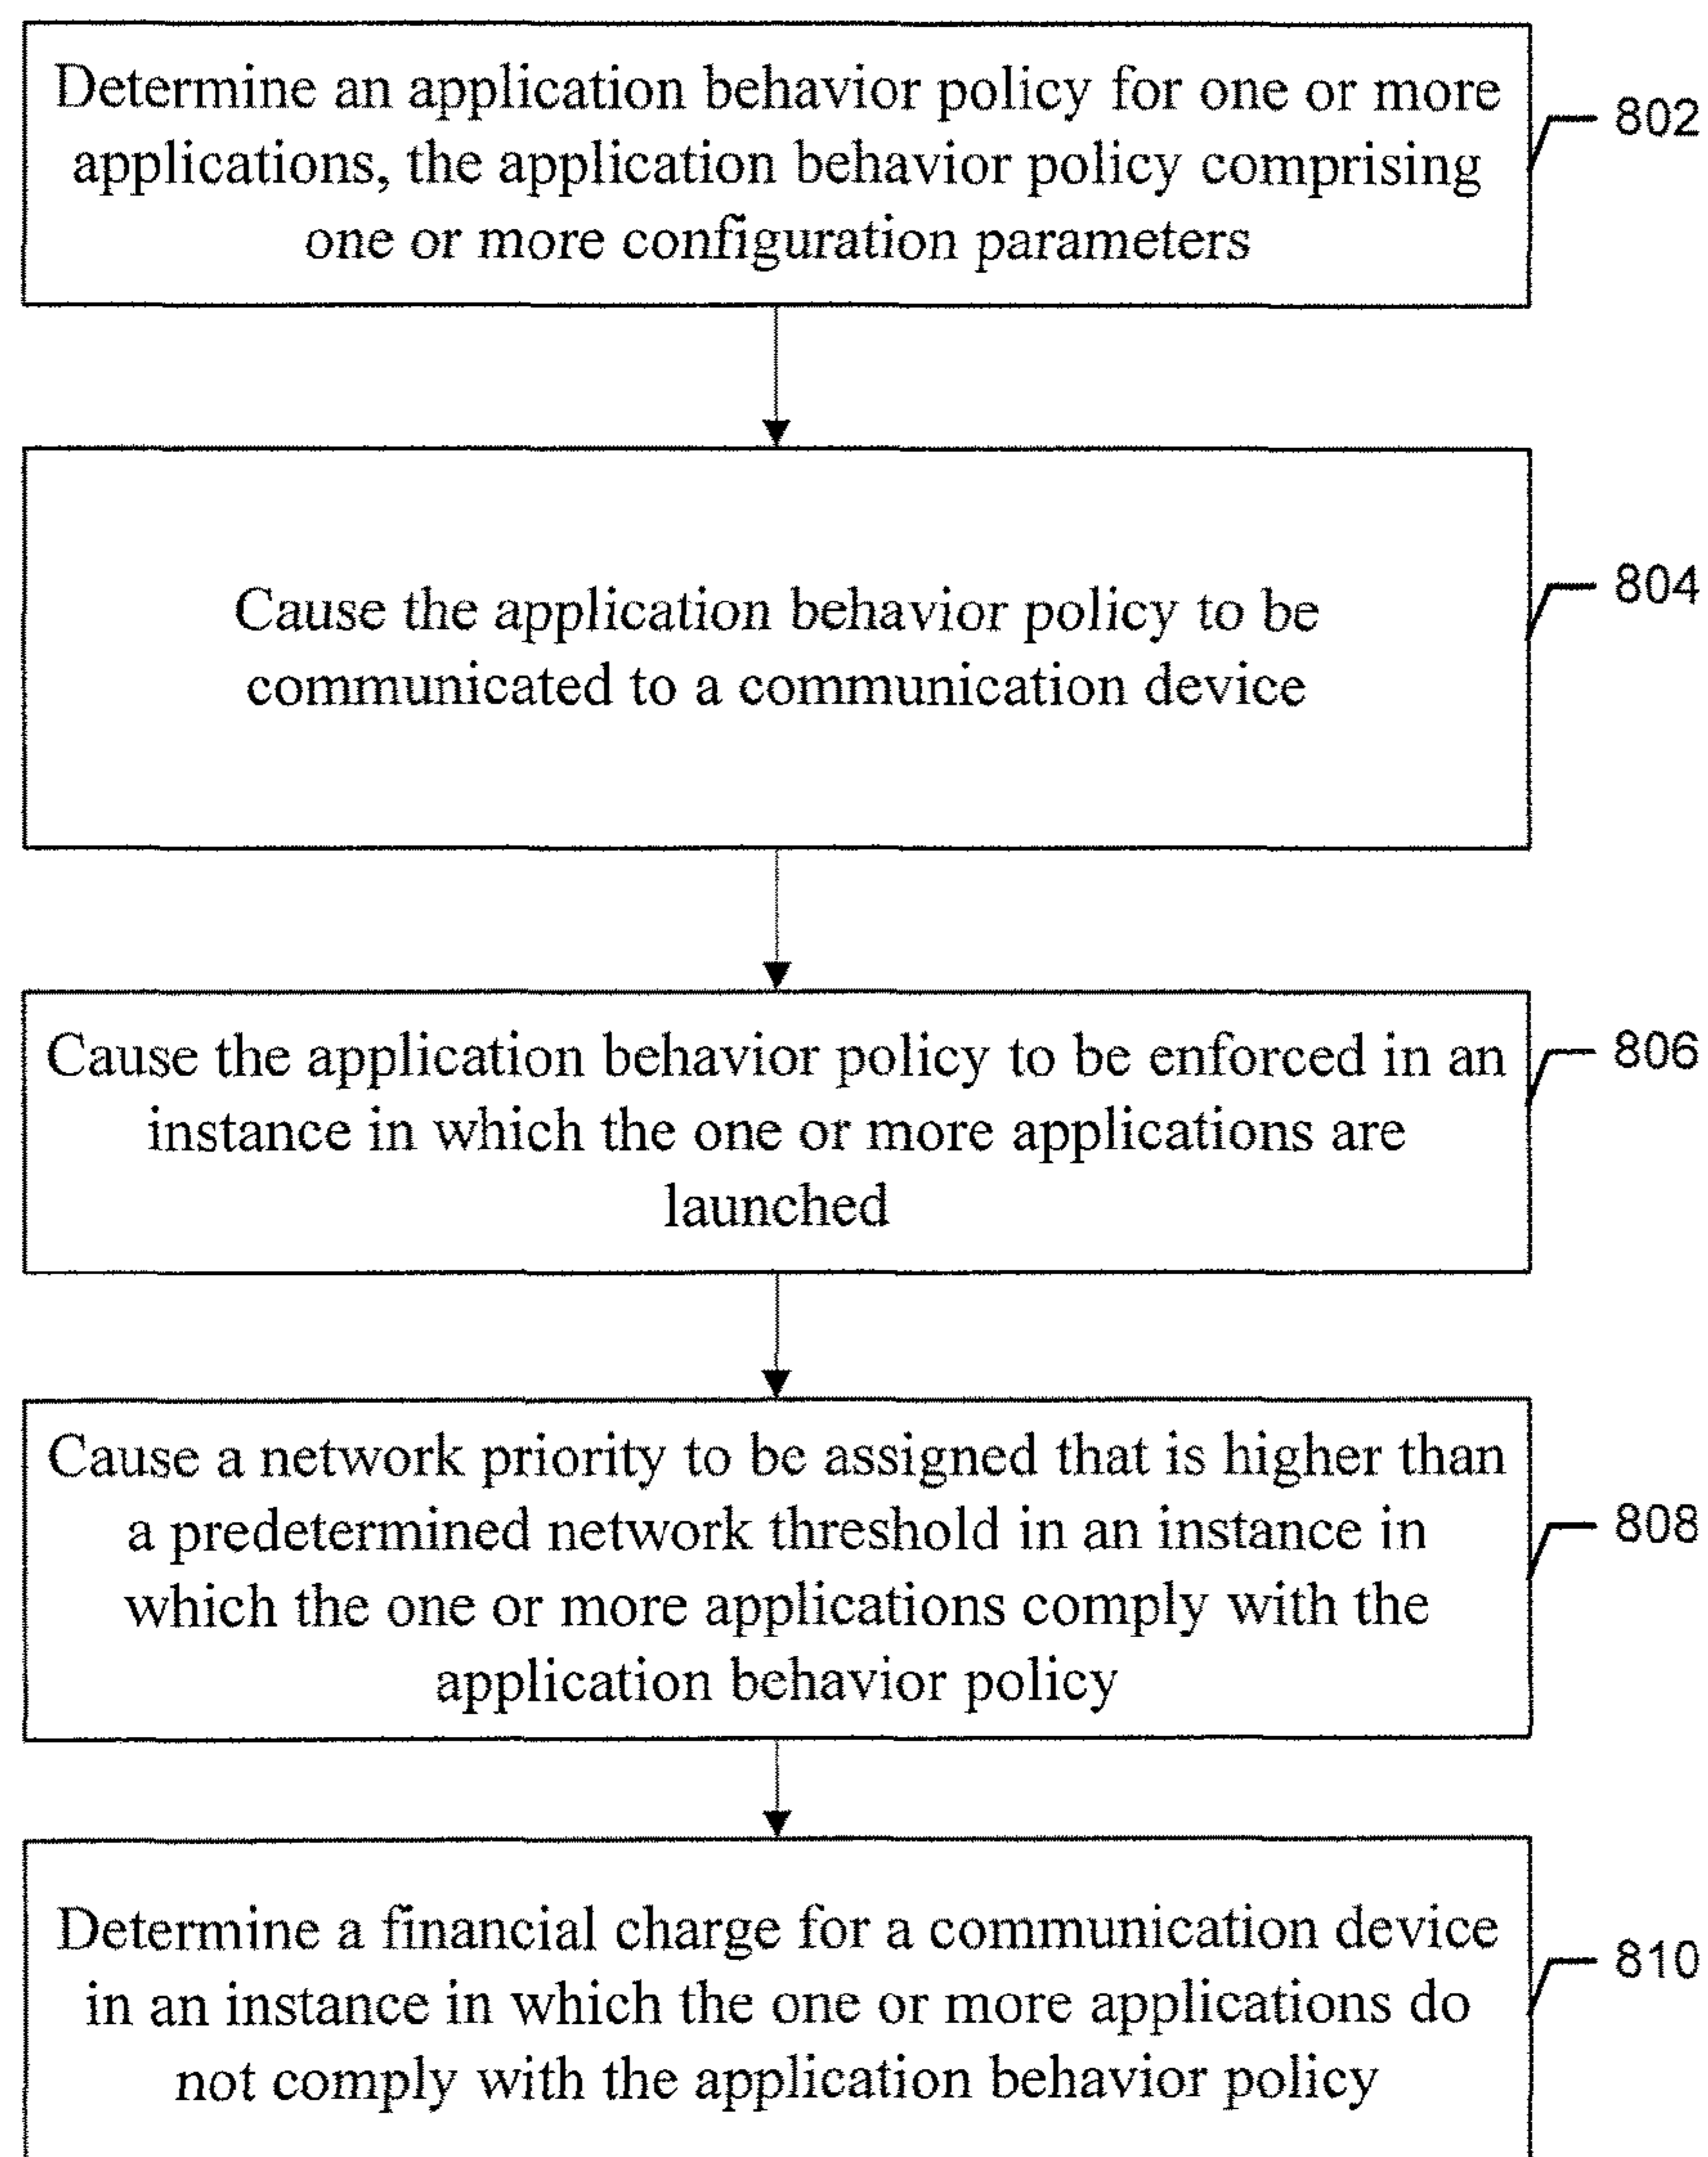 Determine an application behavior policy for one or more
applications, the application behavior policy comprising
one or more configuration parameters
802
Cause the application behavior policy to be
communicated to a communication device
804
Cause the application behavior policy to be enforced in an
instance in which the one or more applications are
launched
806
Cause a network priority to be assigned that is higher than
a predetermined network threshold in an instance in
which the one or more applications comply with the
application behavior policy
808
Determine a financial charge for a communication device
in an instance in which the one or more applications do
not comply with the application behavior policy
810